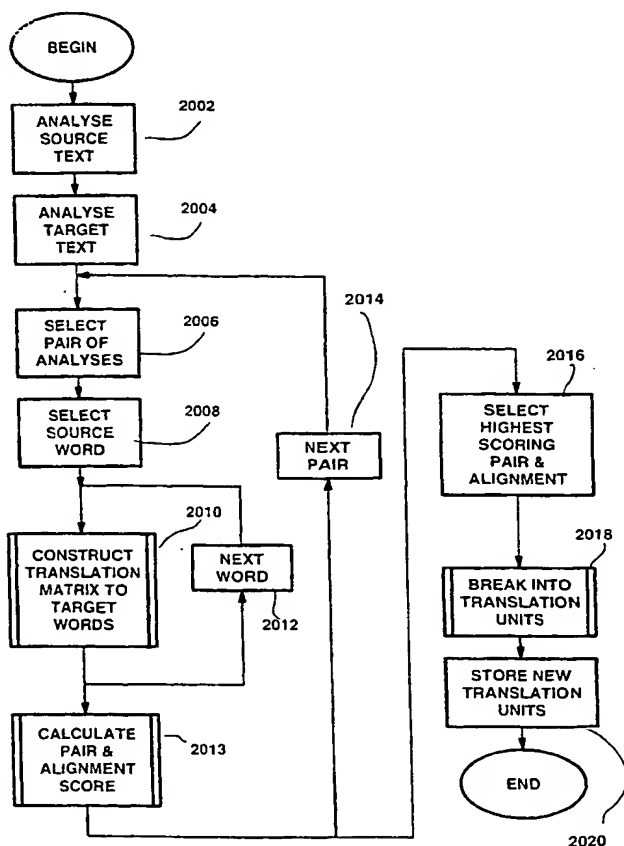 BEGIN
2002
ANALYSE
SOURCE
TEXT
2004
ANALYSE
TARGET
TEXT
2006
SELECT
PAIR OF
ANALYSES
2008
SELECT
SOURCE
WORD
2010
CONSTRUCT
TRANSLATION
MATRIX TO
TARGET
WORDS
NEXT
WORD
2012
2013
CALCULATE
PAIR &
ALIGNMENT
SCORE
2014
NEXT
PAIR
2016
SELECT
HIGHEST
SCORING
PAIR &
ALIGNMENT
2018
BREAK INTO
TRANSLATION
UNITS
STORE NEW
TRANSLATION
UNITS
END
2020